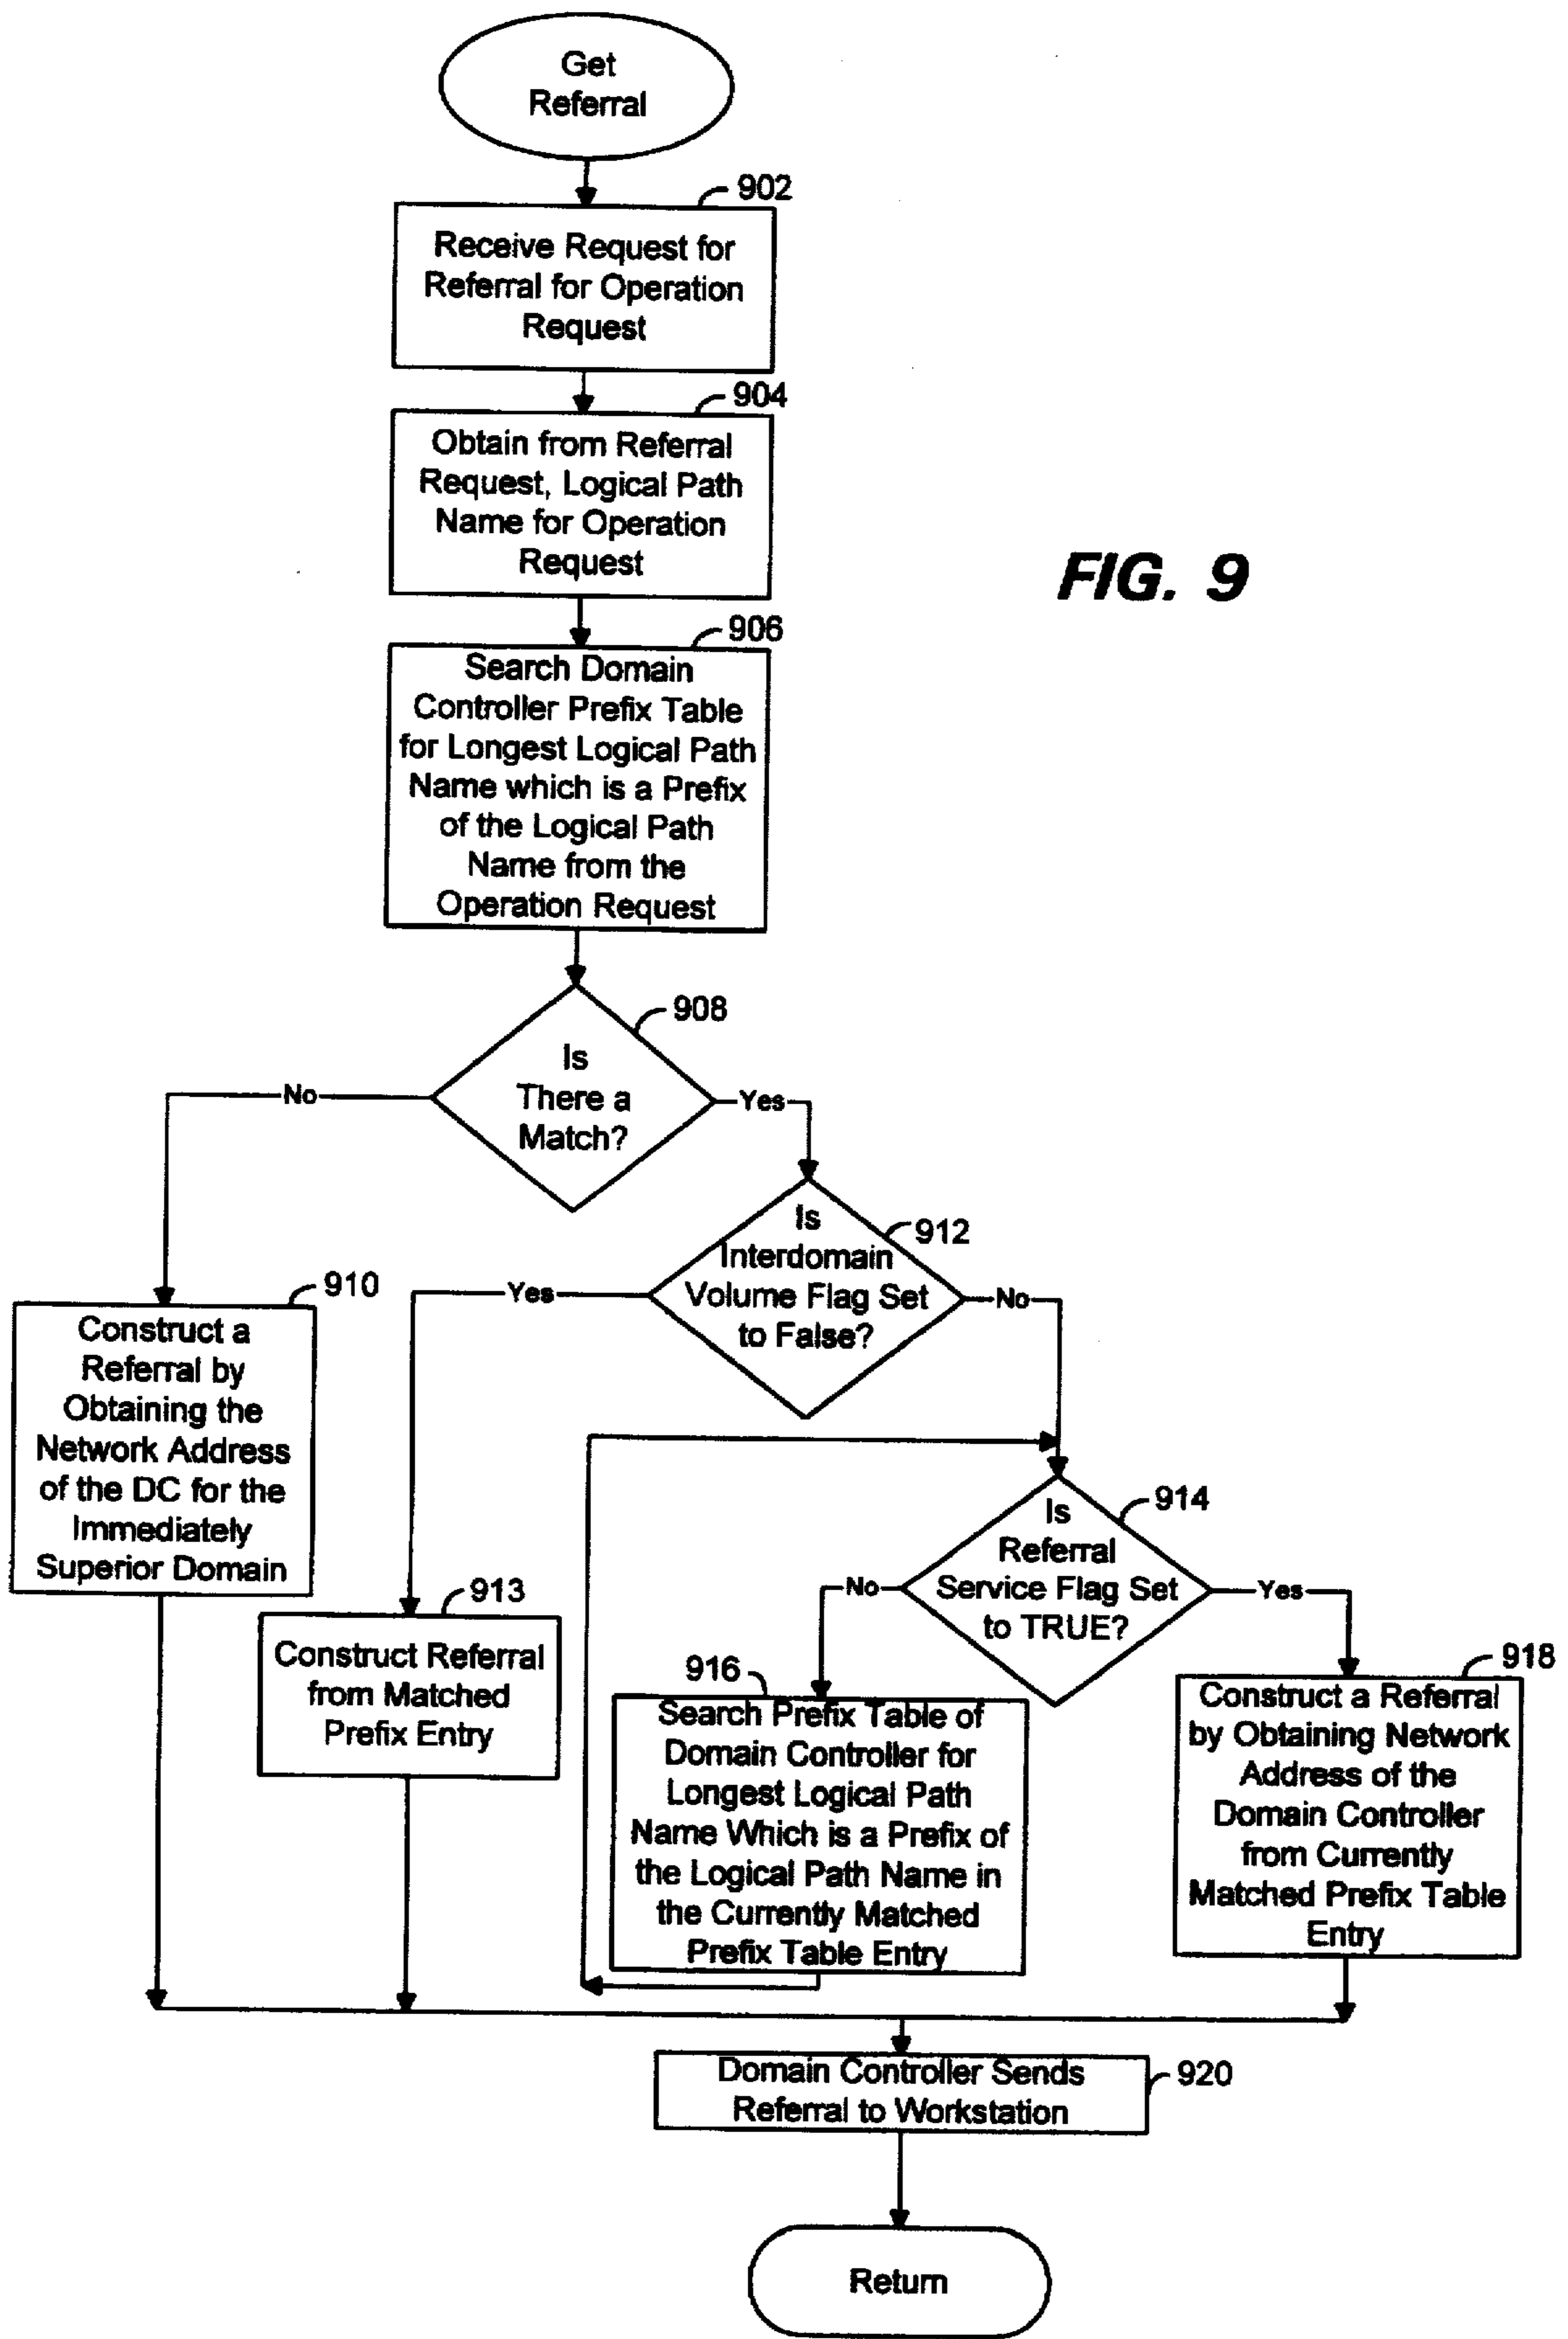 Get
Referral
902
Receive Request for
Referral for Operation
Request
904
Obtain from Referral
Request, Logical Path
Name for Operation
Request
FIG. 9
906
Search Domain
Controller Prefix Table
for Longest Logical Path
Name which is a Prefix
of the Logical Path
Name from the
Operation Request
908
Is
There a
Match?
No
Yes
912
Is
Interdomain
Volume Flag Set
to False?
Yes
No
910
Construct a
Referral by
Obtaining the
Network Address
of the DC for the
Immediately
Superior Domain
914
Is
Referral
Service Flag Set
to TRUE?
No
Yes
913
Construct Referral
from Matched
Prefix Entry
916
Search Prefix Table of
Domain Controller for
Longest Logical Path
Name Which is a Prefix of
the Logical Path Name in
the Currently Matched
Prefix Table Entry
918
Construct a Referral
by Obtaining Network
Address of the
Domain Controller
from Currently
Matched Prefix Table
Entry
Domain Controller Sends
Referral to Workstation
920
Return